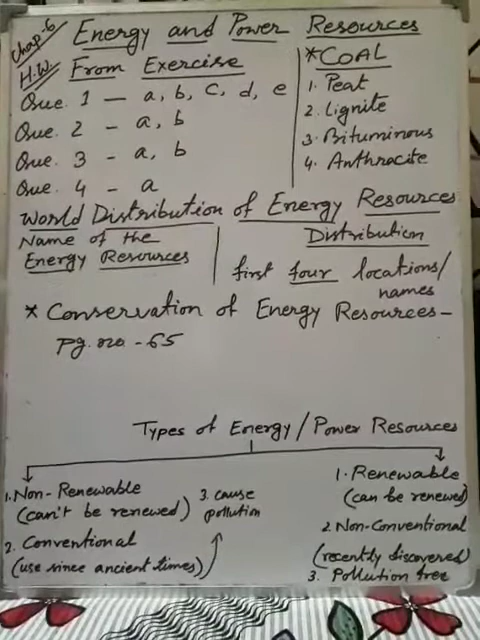 Chap. 6 Energy and Power Resources
H.W. From Exercise
Que. 1 — a, b, c, d, e
Que. 2 - a, b
Que. 3 - a, b
Que. 4 - a
* COAL
1. Peat
2. Lignite
3. Bituminous
4. Anthracite
World Distribution of Energy Resources
Name of the
Energy Resources
Distribution
first four locations/
names
* Conservation of Energy Resources -
Pg. no - 65
Types of Energy / Power Resources
1. Non-Renewable
(can't be renewed)
2. Conventional
(use since ancient times)
3. cause
pollution
1. Renewable
(can be renewed)
2. Non-Conventional
(recently discovered)
3. Pollution free